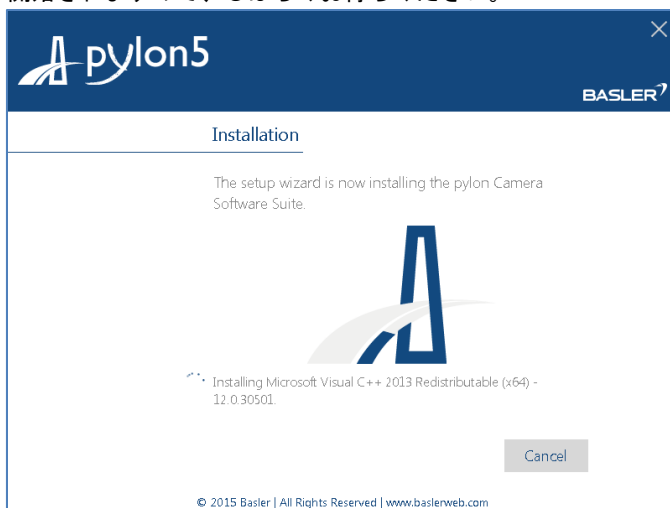 pylon5
BASLER
Installation
The setup wizard is now installing the pylon Camera
Software Suite.
Installing Microsoft Visual C++ 2013 Redistributable (x64) -
12.0.30501.
Cancel
© 2015 Basler | All Rights Reserved | www.baslerweb.com